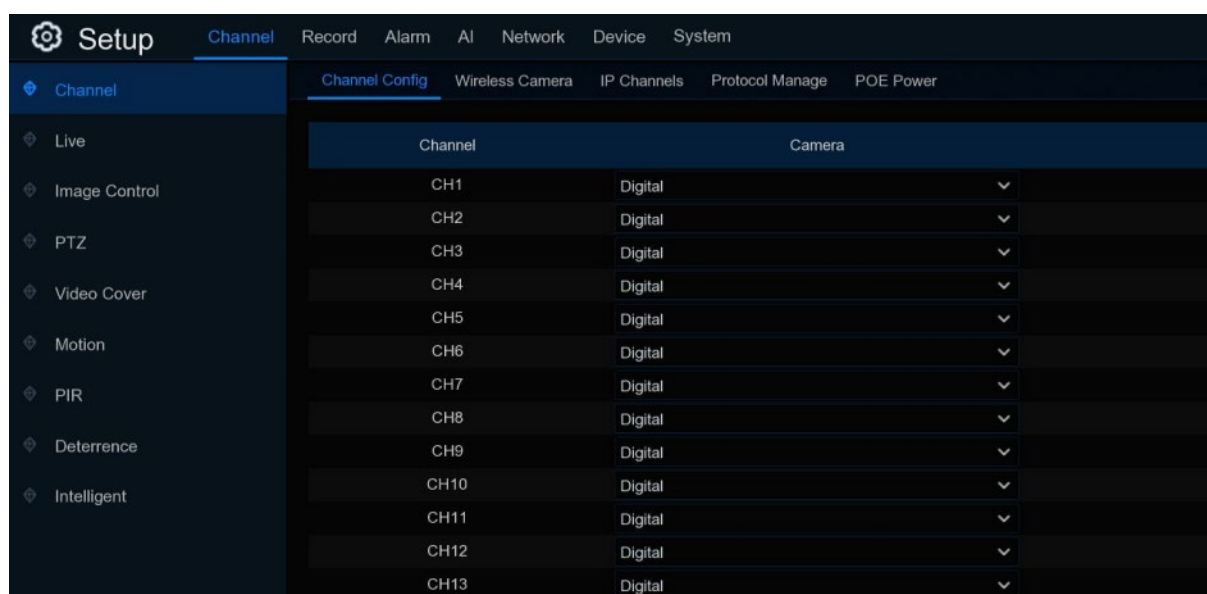 Setup Channel Record Alarm AI Network Device System
Channel Config Wireless Camera IP Channels Protocol Manage POE Power
Channel
Live
Image Control
PTZ
Video Cover
Motion
PIR
Deterrence
Intelligent
Channel Camera
CH1 Digital
CH2 Digital
CH3 Digital
CH4 Digital
CH5 Digital
CH6 Digital
CH7 Digital
CH8 Digital
CH9 Digital
CH10 Digital
CH11 Digital
CH12 Digital
CH13 Digital